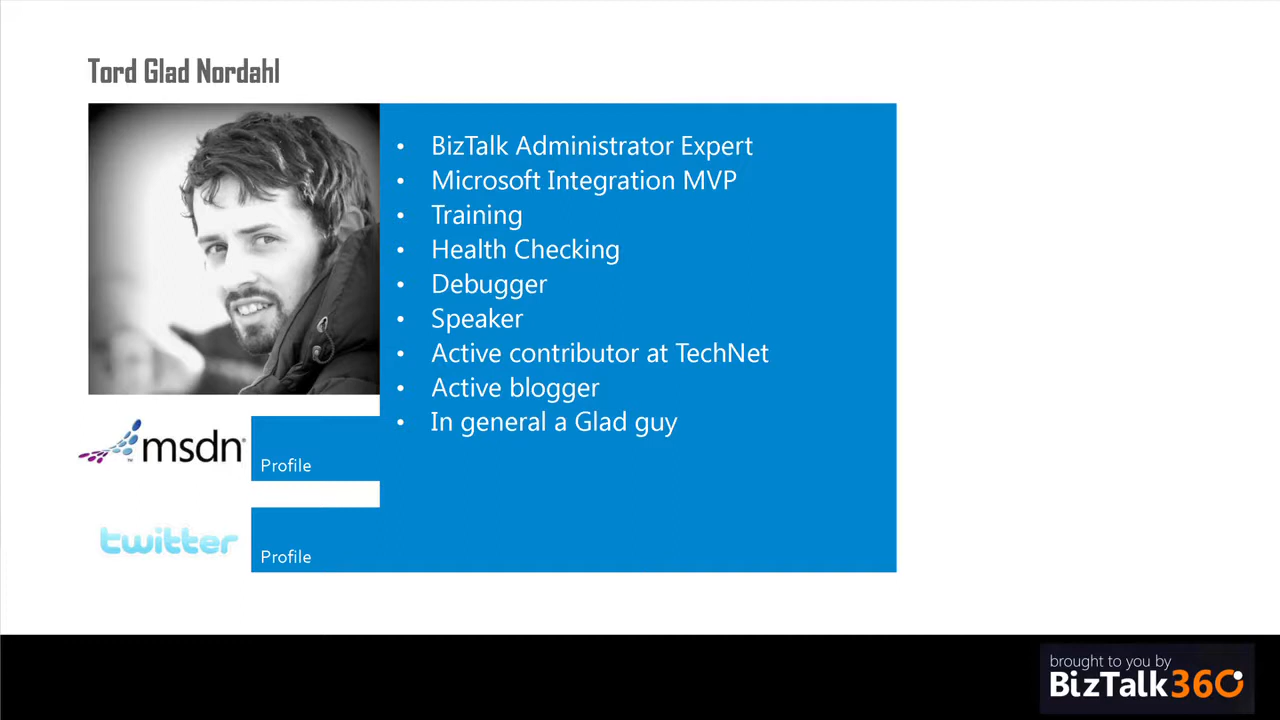 Tord Glad Nordahl
• BizTalk Administrator Expert
• Microsoft Integration MVP
• Training
• Health Checking
• Debugger
• Speaker
• Active contributor at TechNet
• Active blogger
• In general a Glad guy
msdn®
™
Profile
twitter
Profile
brought to you by
BizTalk360